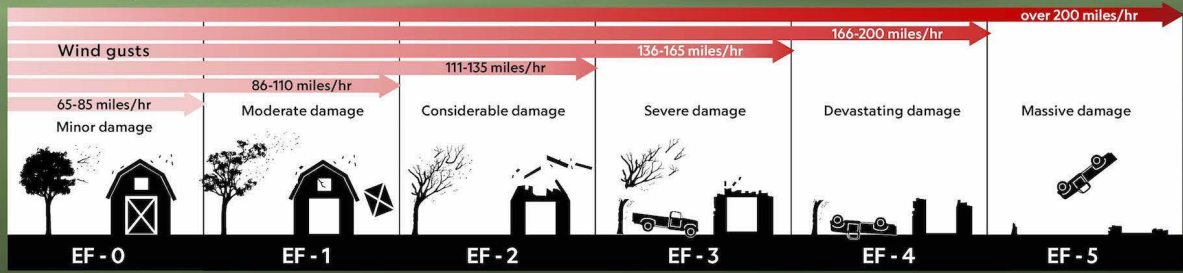 over 200 miles/hr
166-200 miles/hr
Wind gusts
136-165 miles/hr
111-135 miles/hr
86-110 miles/hr
65-85 miles/hr
Minor damage
Moderate damage
Considerable damage
Severe damage
Devastating damage
Massive damage
EF - 0
EF - 1
EF - 2
EF - 3
EF - 4
EF - 5